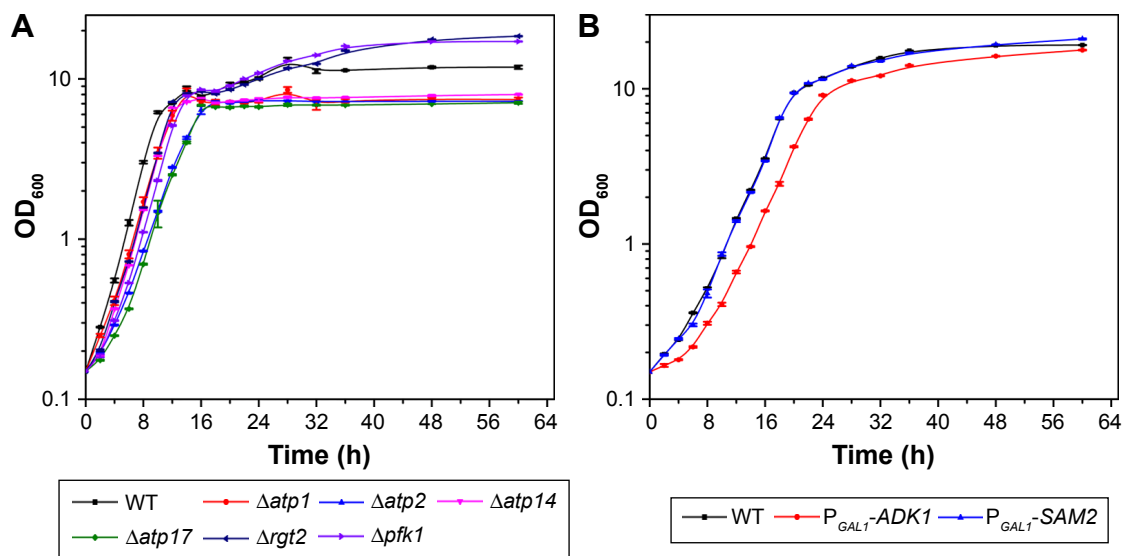 A
B
OD600
10
1
0.1
0 8 16 24 32 40 48 56 64
Time (h)
WT Δatp1 Δatp2 Δatp14
Δatp17 Δrgt2 Δpfk1
OD600
10
1
0.1
0 8 16 24 32 40 48 56 64
Time (h)
WT PGAL1-ADK1 PGAL1-SAM2